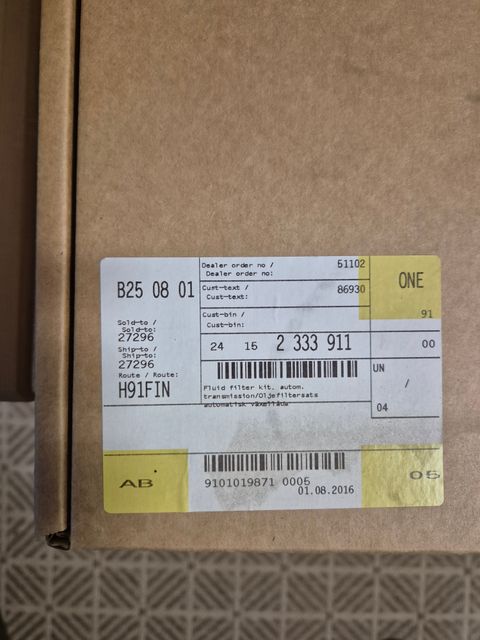 Dealer order no / 51102
Dealer order no:
ONE
B25 08 01
Cust-text / 86930
Cust-text:
Cust-bin / 91
Cust-bin:
Sold-to /
Sold-to:
27296
24 16 2 333 911 00
Ship-to /
Ship-to:
27296
UN
/
04
Route / Route:
H91FIN
Fluid filter kit. autom.
transmission/Oljefiltersats
automatisk växellåda
AB
05
9101019871 0005
01.08.2016